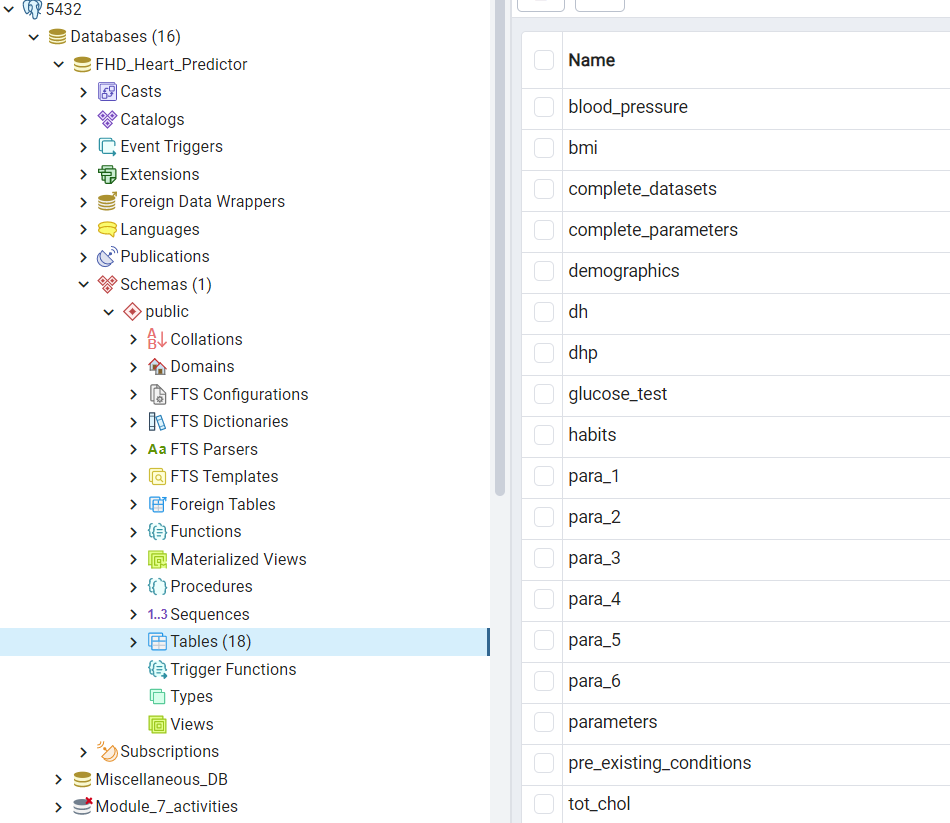 5432
Databases (16)
FHD_Heart_Predictor
Casts
Catalogs
Event Triggers
Extensions
Foreign Data Wrappers
Languages
Publications
Schemas (1)
public
Collations
Domains
FTS Configurations
FTS Dictionaries
Aa FTS Parsers
FTS Templates
Foreign Tables
Functions
Materialized Views
Procedures
1..3 Sequences
Tables (18)
Trigger Functions
Types
Views
Subscriptions
Miscellaneous_DB
Module_7_activities
Name
blood_pressure
bmi
complete_datasets
complete_parameters
demographics
dh
dhp
glucose_test
habits
para_1
para_2
para_3
para_4
para_5
para_6
parameters
pre_existing_conditions
tot_chol